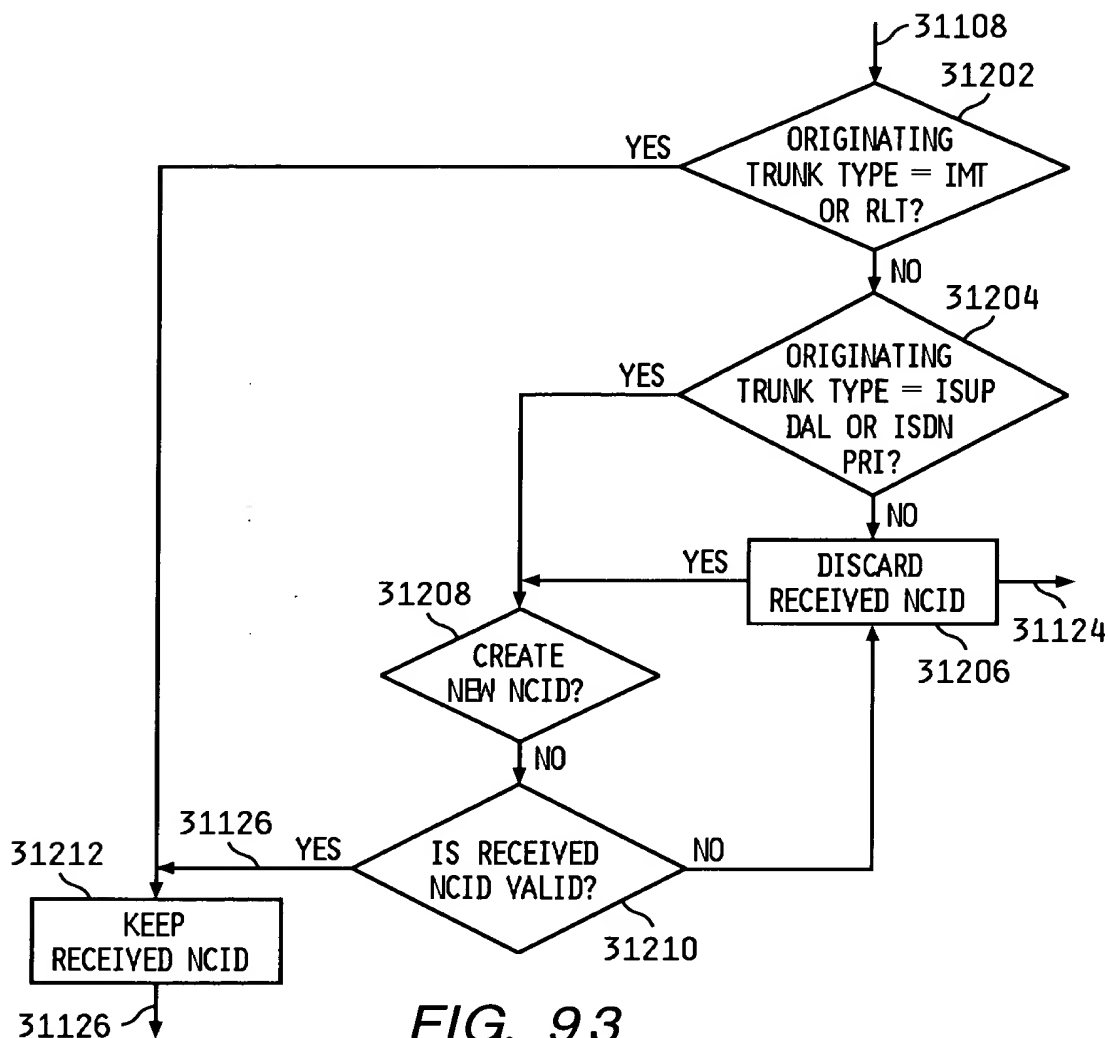 31108
31202
YES
ORIGINATING
TRUNK TYPE = IMT
OR RLT?
NO
31204
YES
ORIGINATING
TRUNK TYPE = ISUP
DAL OR ISDN
PRI?
NO
YES
DISCARD
RECEIVED NCID
31124
31206
31208
CREATE
NEW NCID?
NO
31126
YES
IS RECEIVED
NCID VALID?
NO
31210
31212
KEEP
RECEIVED NCID
31126
FIG. 93